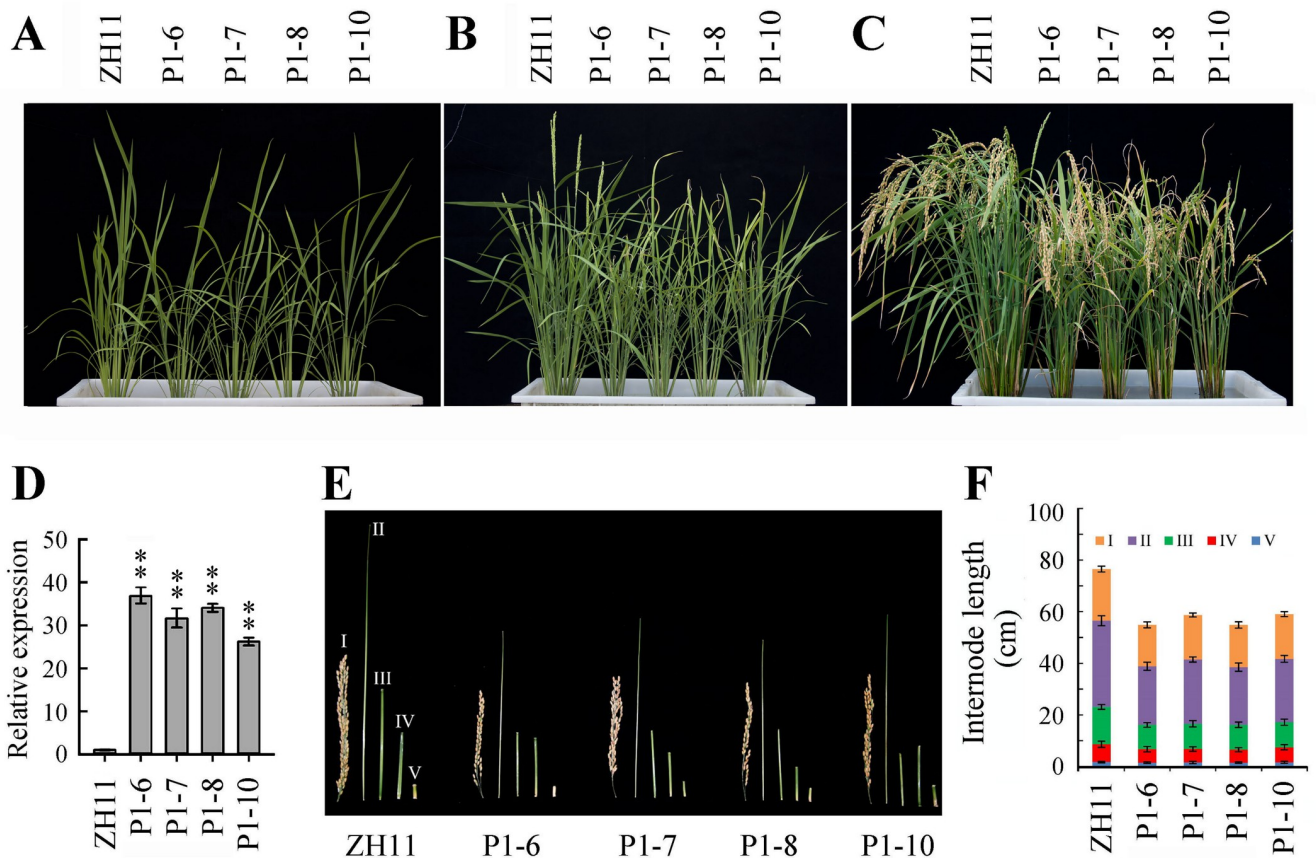 A
ZH11
P1-6
P1-7
P1-8
P1-10
B
ZH11
P1-6
P1-7
P1-8
P1-10
C
ZH11
P1-6
P1-7
P1-8
P1-10
D
Relative expression
50
40
30
20
10
0
**
**
**
**
ZH11
P1-6
P1-7
P1-8
P1-10
E
I
II
III
IV
V
ZH11
P1-6
P1-7
P1-8
P1-10
F
Internode length
(cm)
100
80
60
40
20
0
I II III IV V
ZH11
P1-6
P1-7
P1-8
P1-10